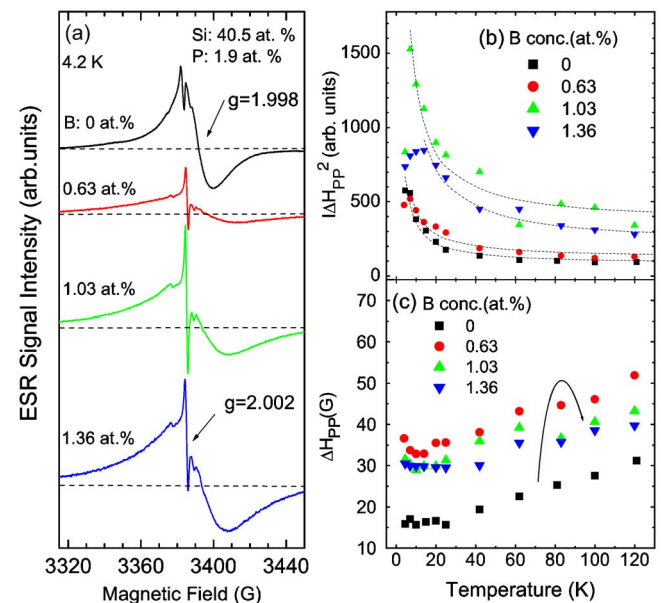 (a)
Si: 40.5 at. %
P: 1.9 at. %
4.2 K
g=1.998
B: 0 at.%
0.63 at.%
1.03 at.%
g=2.002
1.36 at.%
ESR Signal Intensity (arb.units)
3320 3360 3400 3440
Magnetic Field (G)
(b) B conc.(at.%)
0
0.63
1.03
1.36
IΔH_PP^2 (arb. units)
1500
1000
500
0
(c) B conc.(at.%)
0
0.63
1.03
1.36
ΔH_PP(G)
70
60
50
40
30
20
10
0 20 40 60 80 100 120
Temperature (K)